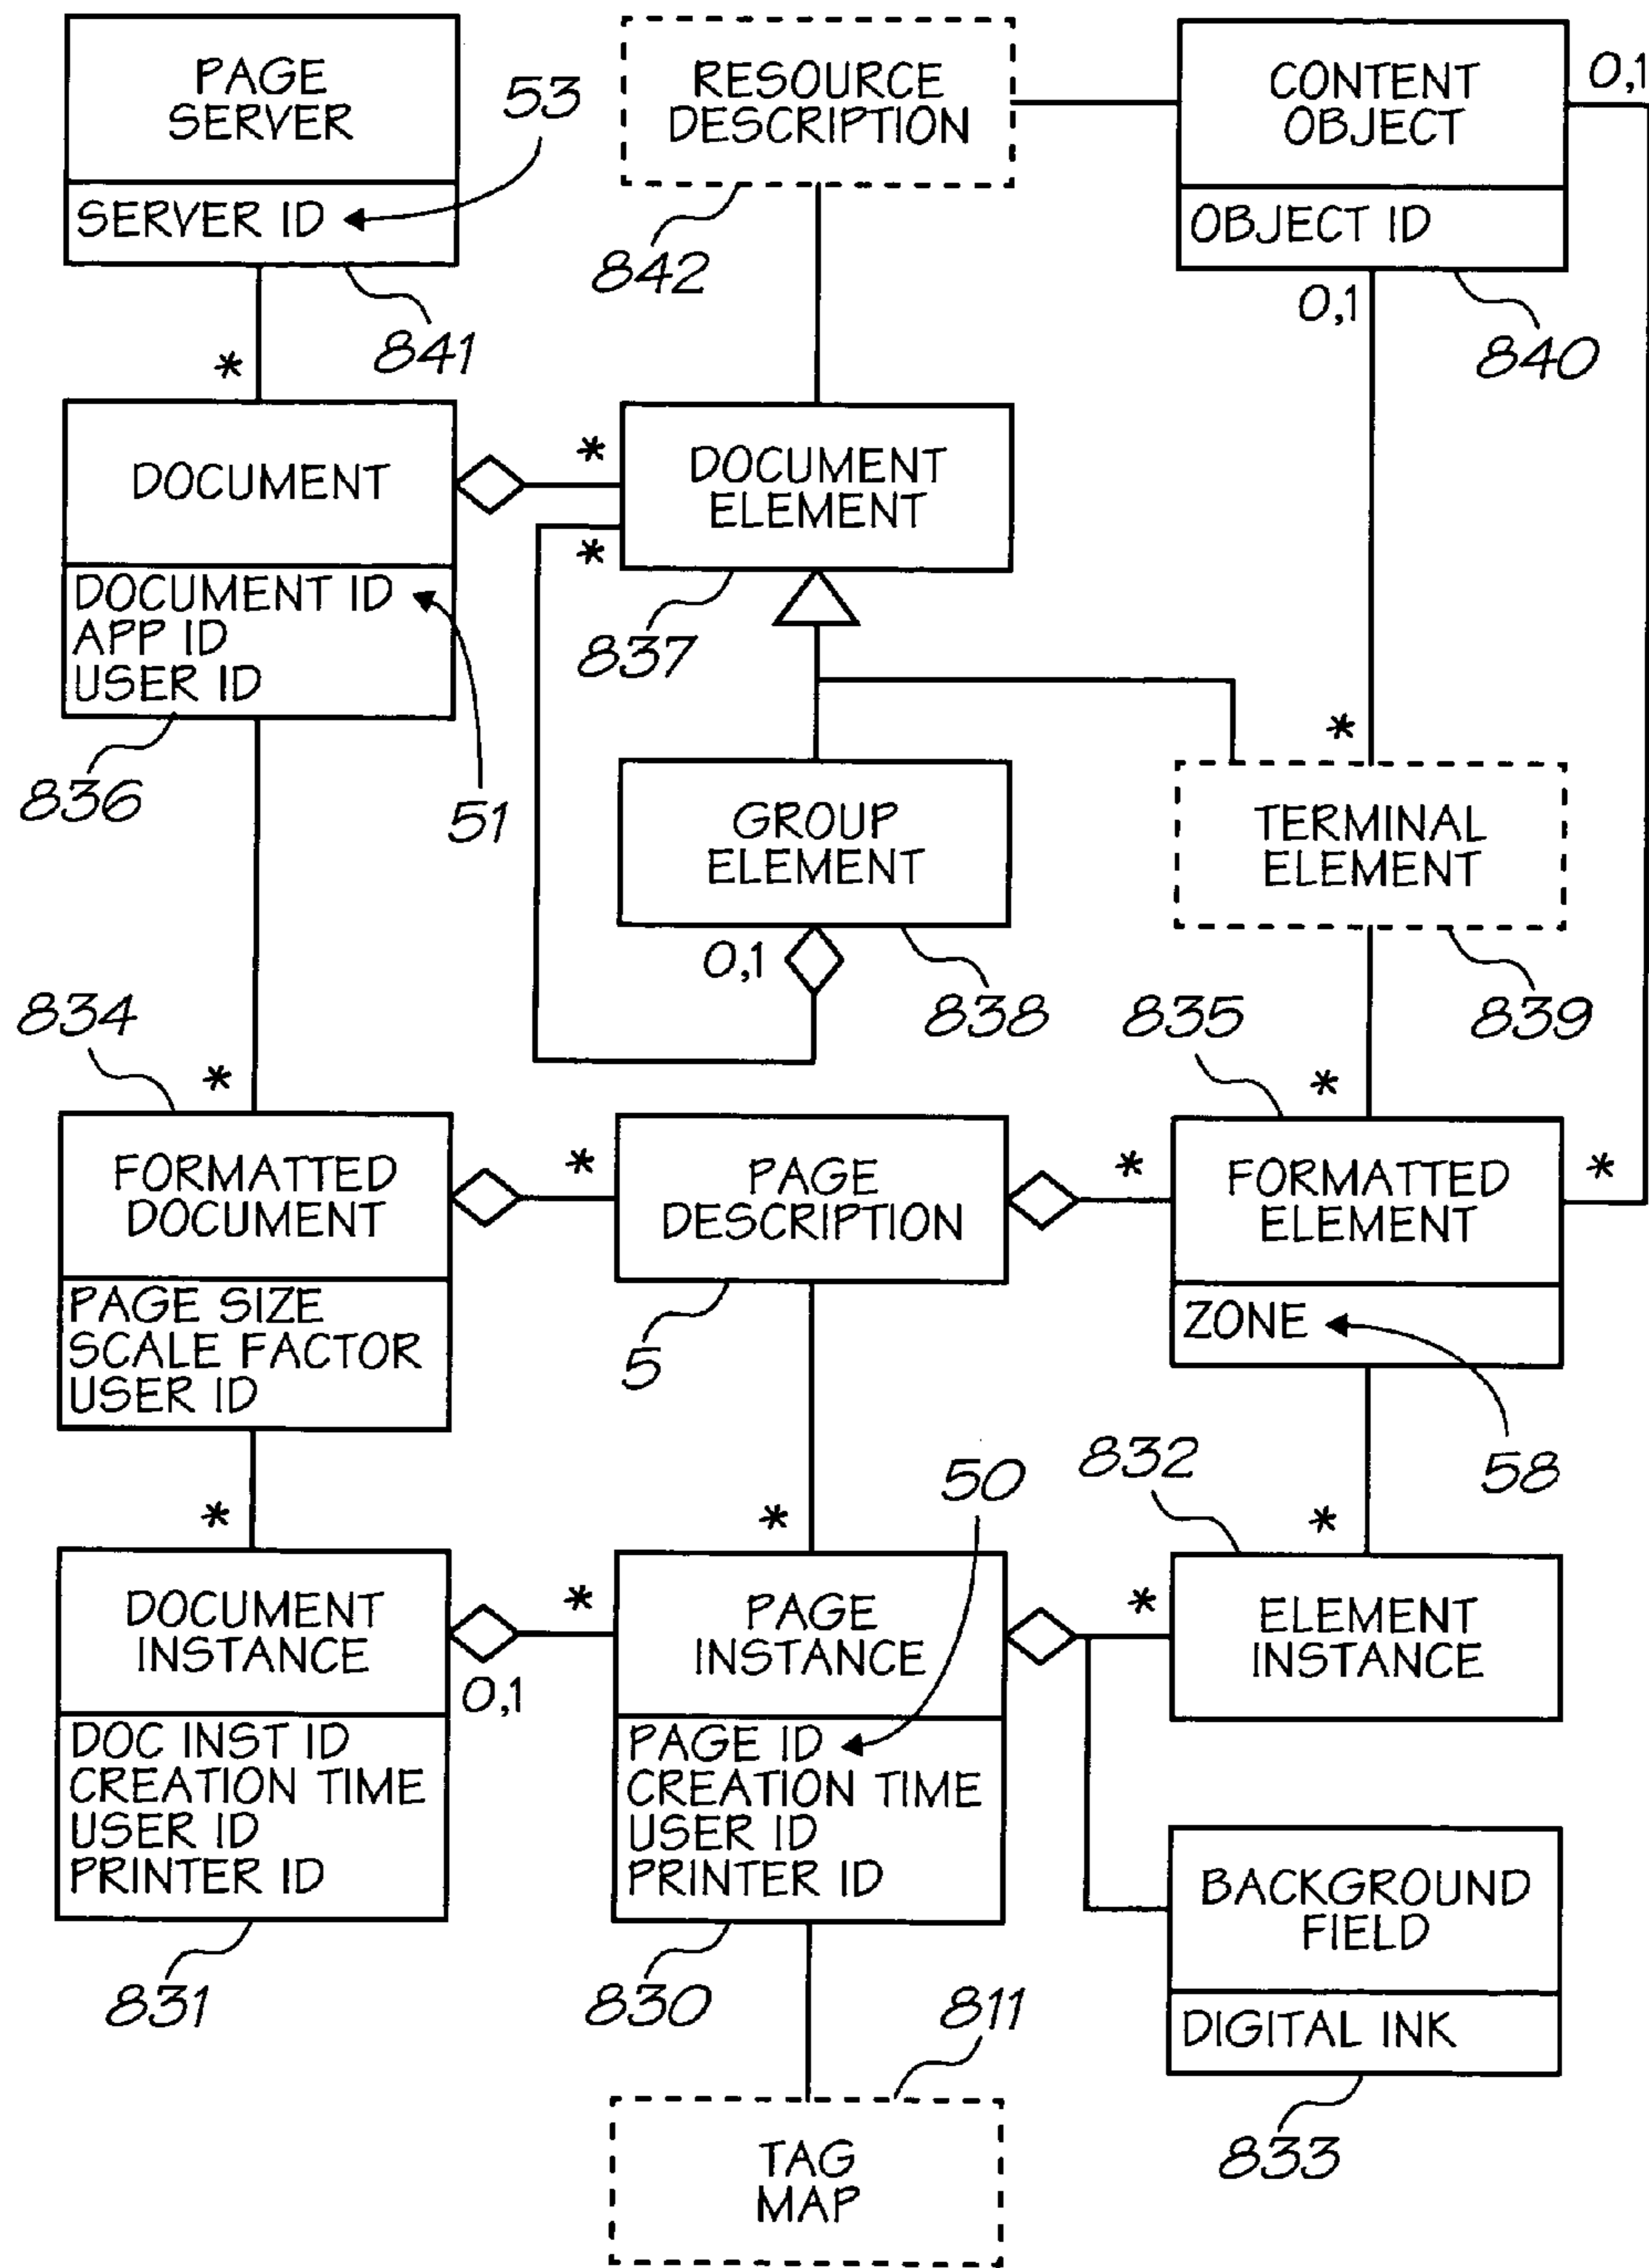 PAGE
SERVER
SERVER ID
53
841
RESOURCE
DESCRIPTION
842
CONTENT
OBJECT
OBJECT ID
0,1
0,1
840
*
DOCUMENT
DOCUMENT ID
APP ID
USER ID
836
51
*
*
DOCUMENT
ELEMENT
837
GROUP
ELEMENT
0,1
838
*
TERMINAL
ELEMENT
839
834
*
FORMATTED
DOCUMENT
PAGE SIZE
SCALE FACTOR
USER ID
*
PAGE
DESCRIPTION
5
835
*
*
*
FORMATTED
ELEMENT
ZONE
58
*
DOCUMENT
INSTANCE
0,1
DOC INST ID
CREATION TIME
USER ID
PRINTER ID
831
*
*
50
PAGE
INSTANCE
PAGE ID
CREATION TIME
USER ID
PRINTER ID
830
832
*
*
ELEMENT
INSTANCE
BACKGROUND
FIELD
DIGITAL INK
833
811
TAG
MAP